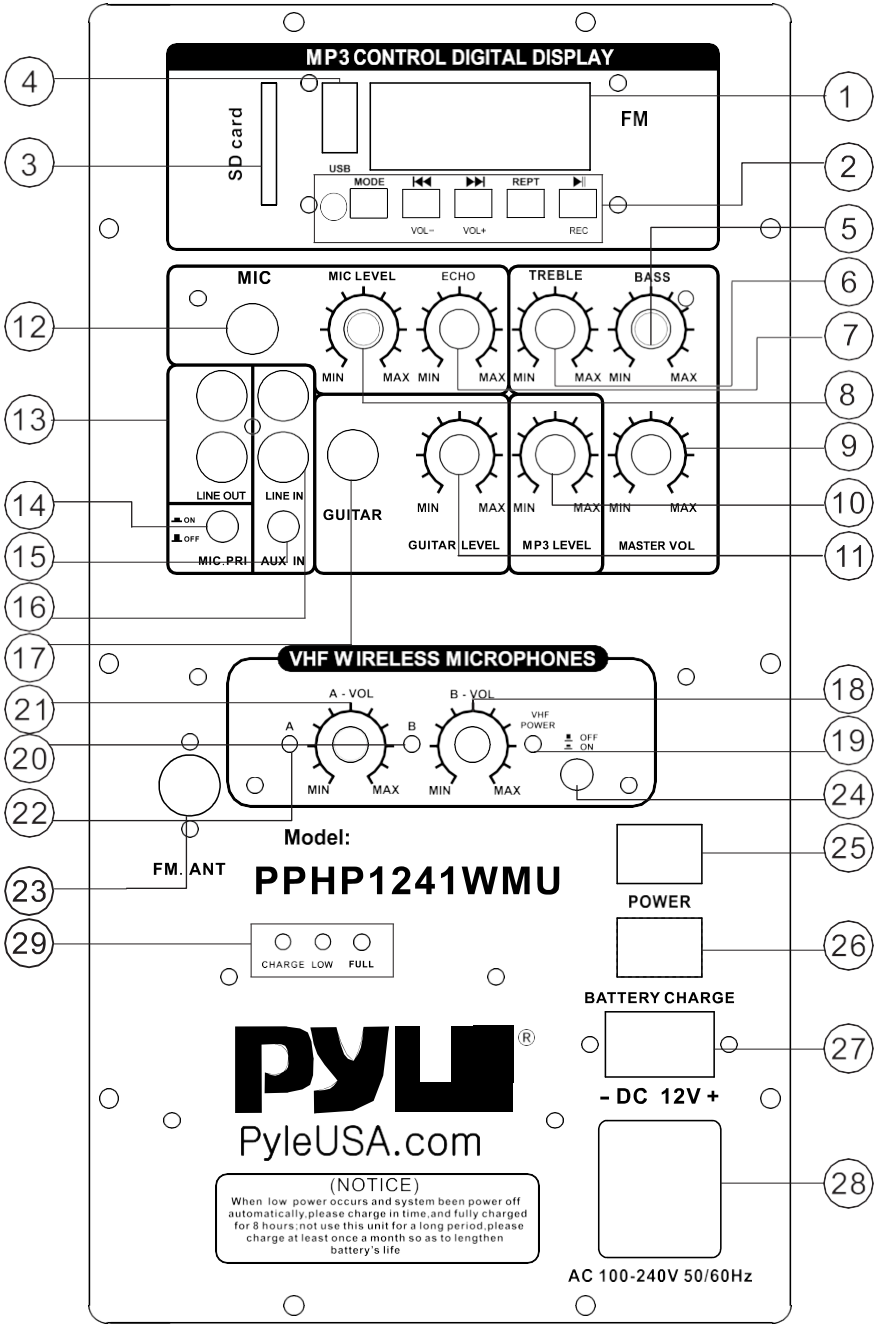 MP3 CONTROL DIGITAL DISPLAY
4
1
SD card
FM
3
2
USB
MODE
REPT
VOL-
VOL+
REC
5
MIC
MIC LEVEL
ECHO
TREBLE
BASS
6
12
7
MIN MAX MIN MAX MIN MAX MIN MAX
8
13
9
LINE OUT
LINE IN
14
10
ON
OFF
GUITAR
MIN MAX MIN MAX MIN MAX
15
MIC.PRI
AUX IN
GUITAR LEVEL
MP3 LEVEL
MASTER VOL
11
16
17
VHF WIRELESS MICROPHONES
21
A - VOL
B - VOL
18
A
B
VHF
POWER
OFF
ON
20
19
MIN MAX MIN MAX
22
24
Model:
25
FM. ANT
PPHP1241WMU
23
POWER
29
CHARGE LOW FULL
26
BATTERY CHARGE
PYLE®
27
- DC 12V +
PyleUSA.com
(NOTICE)
When low power occurs and system been power off
automatically,please charge in time,and fully charged
for 8 hours;not use this unit for a long period,please
charge at least once a month so as to lengthen
battery's life
28
AC 100-240V 50/60Hz